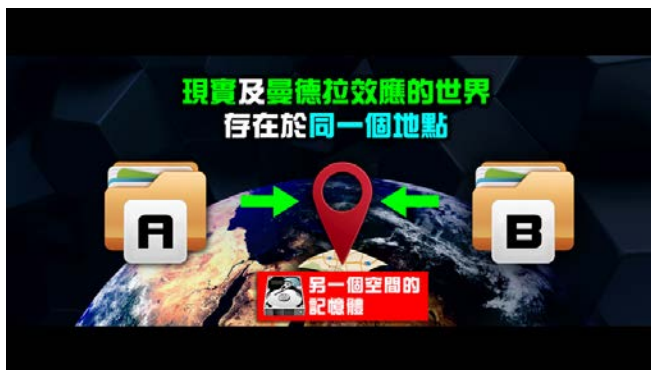 現實及曼德拉效應的世界
存在於同一個地點
A
B
另一個空間的
記憶體